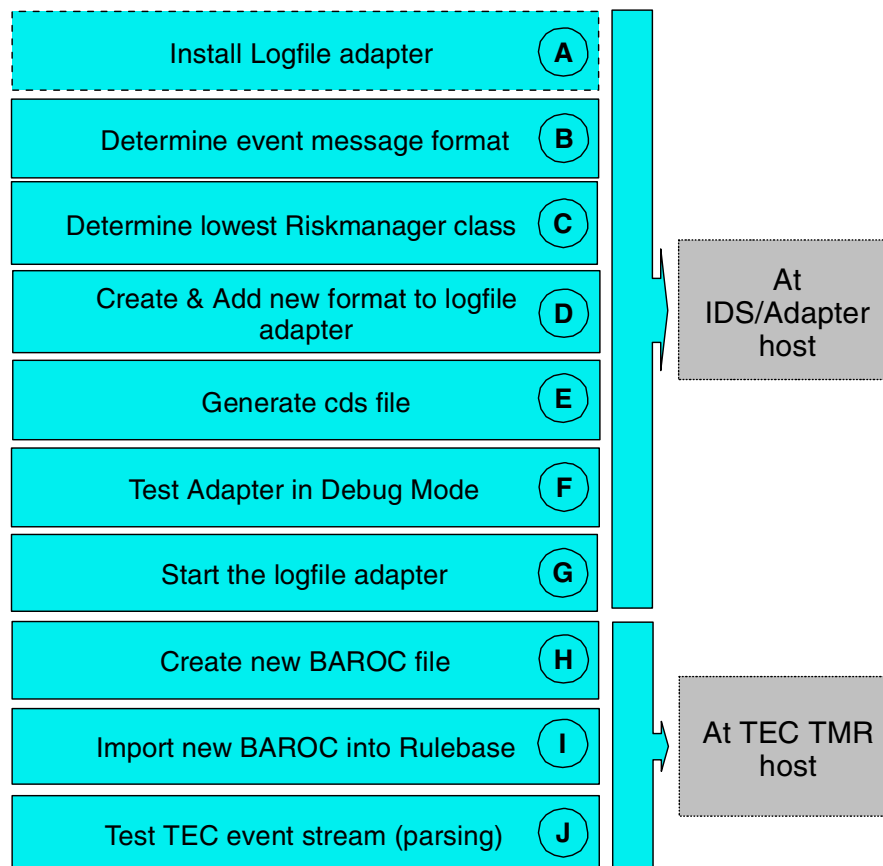 Install Logfile adapter A
Determine event message format B
Determine lowest Riskmanager class C
Create & Add new format to logfile
adapter D
Generate cds file E
Test Adapter in Debug Mode F
Start the logfile adapter G
At
IDS/Adapter
host
Create new BAROC file H
Import new BAROC into Rulebase I
Test TEC event stream (parsing) J
At TEC TMR
host